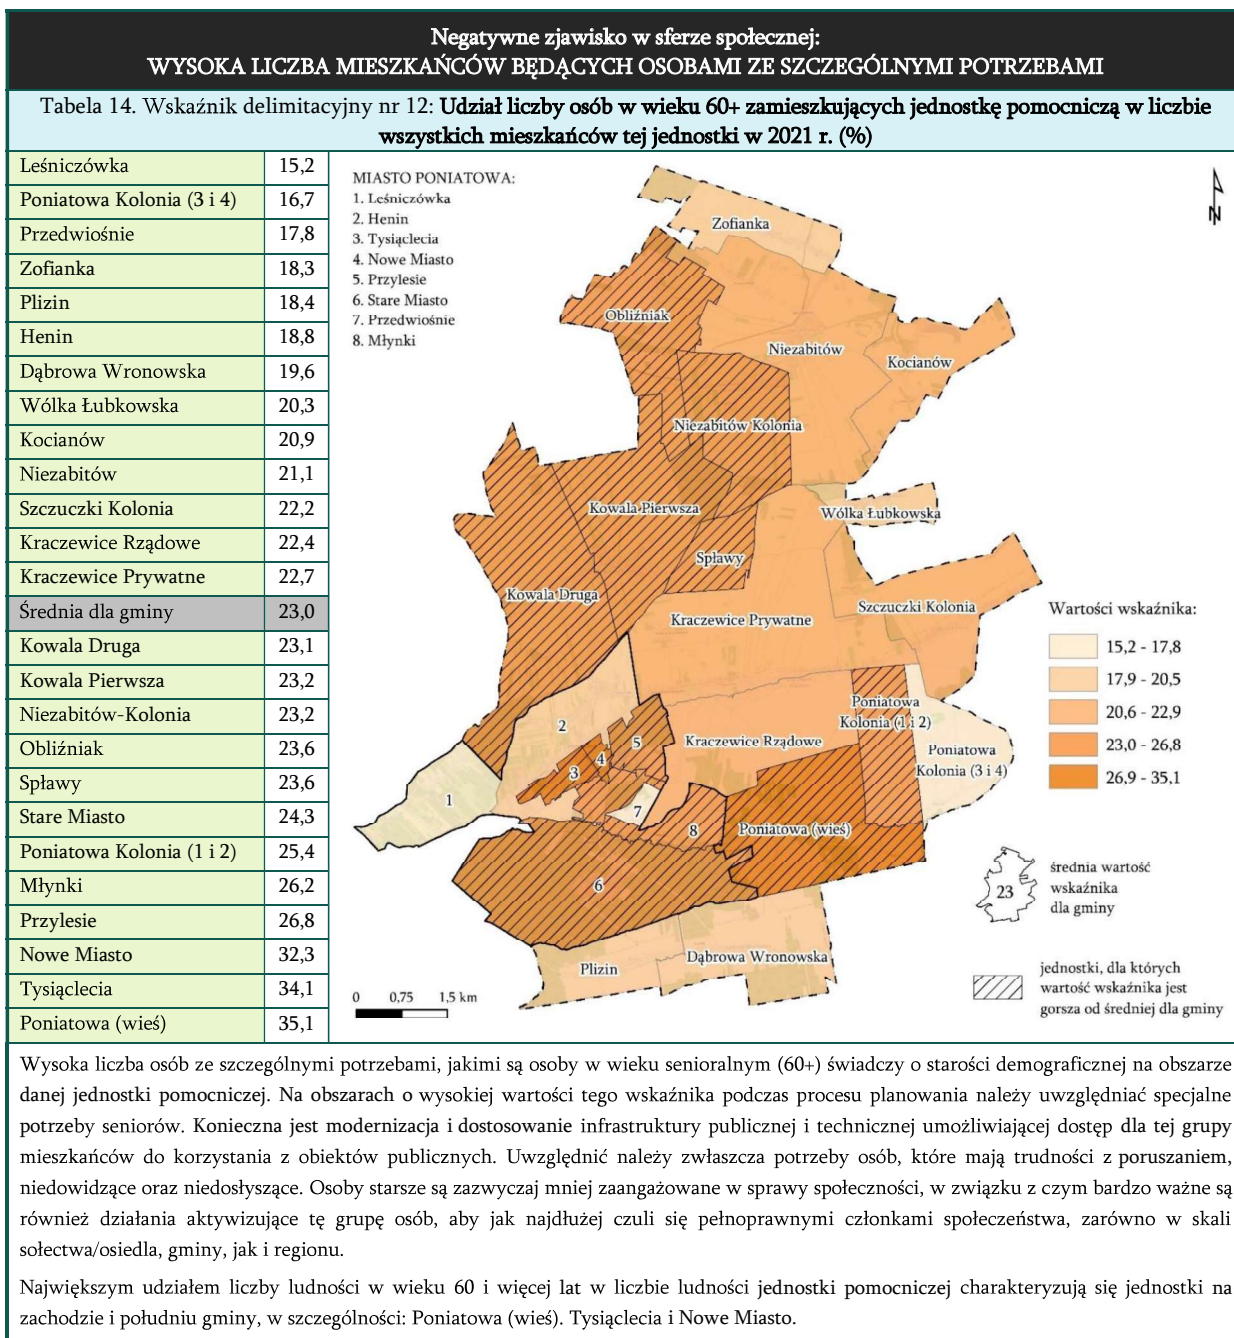 Negatywne zjawisko w sferze społecznej:
WYSOKA LICZBA MIESZKAŃCÓW BĘDĄCYCH OSOBAMI ZE SZCZEGÓLNYMI POTRZEBAMI
Tabela 14. Wskaźnik delimitacyjny nr 12: Udział liczby osób w wieku 60+ zamieszkujących jednostkę pomocniczą w liczbie
wszystkich mieszkańców tej jednostki w 2021 r. (%)
Leśniczówka 15,2
Poniatowa Kolonia (3 i 4) 16,7
Przedwiośnie 17,8
Zofianka 18,3
Plizin 18,4
Henin 18,8
Dąbrowa Wronowska 19,6
Wólka Łubkowska 20,3
Kocianów 20,9
Niezabitów 21,1
Szczuczki Kolonia 22,2
Kraczewice Rządowe 22,4
Kraczewice Prywatne 22,7
Średnia dla gminy 23,0
Kowala Druga 23,1
Kowala Pierwsza 23,2
Niezabitów-Kolonia 23,2
Obliźniak 23,6
Spławy 23,6
Stare Miasto 24,3
Poniatowa Kolonia (1 i 2) 25,4
Młynki 26,2
Przylesie 26,8
Nowe Miasto 32,3
Tysiąclecia 34,1
Poniatowa (wieś) 35,1
MIASTO PONIATOWA:
1. Leśniczówka
2. Henin
3. Tysiąclecia
4. Nowe Miasto
5. Przylesie
6. Stare Miasto
7. Przedwiośnie
8. Młynki
N
Zofianka
Obliźniak
Niezabitów
Kocianów
Niezabitów Kolonia
Kowala Pierwsza
Wólka Łubkowska
Spławy
Kowala Druga
Szczuczki Kolonia
Kraczewice Prywatne
Poniatowa
Kolonia (1 i 2)
Kraczewice Rządowe
Poniatowa
Kolonia (3 i 4)
2
5
4
3
1
7
8
Poniatowa (wieś)
6
Plizin
Dąbrowa Wronowska
0 0,75 1,5 km
Wartości wskaźnika:
15,2 - 17,8
17,9 - 20,5
20,6 - 22,9
23,0 - 26,8
26,9 - 35,1
23
średnia wartość
wskaźnika
dla gminy
jednostki, dla których
wartość wskaźnika jest
gorsza od średniej dla gminy
Wysoka liczba osób ze szczególnymi potrzebami, jakimi są osoby w wieku senioralnym (60+) świadczy o starości demograficznej na obszarze
danej jednostki pomocniczej. Na obszarach o wysokiej wartości tego wskaźnika podczas procesu planowania należy uwzględniać specjalne
potrzeby seniorów. Konieczna jest modernizacja i dostosowanie infrastruktury publicznej i technicznej umożliwiającej dostęp dla tej grupy
mieszkańców do korzystania z obiektów publicznych. Uwzględnić należy zwłaszcza potrzeby osób, które mają trudności z poruszaniem,
niedowidzące oraz niedosłyszące. Osoby starsze są zazwyczaj mniej zaangażowane w sprawy społeczności, w związku z czym bardzo ważne są
również działania aktywizujące tę grupę osób, aby jak najdłużej czuli się pełnoprawnymi członkami społeczeństwa, zarówno w skali
sołectwa/osiedla, gminy, jak i regionu.
Największym udziałem liczby ludności w wieku 60 i więcej lat w liczbie ludności jednostki pomocniczej charakteryzują się jednostki na
zachodzie i południu gminy, w szczególności: Poniatowa (wieś). Tysiąclecia i Nowe Miasto.